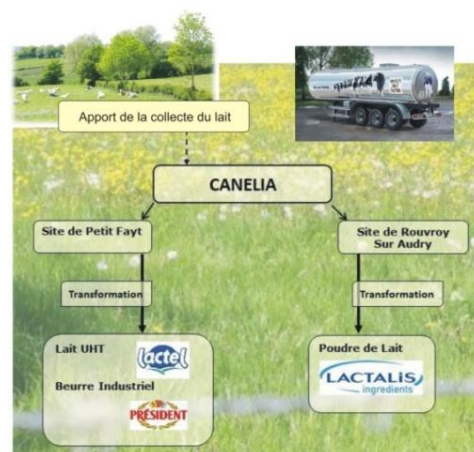 Apport de la collecte du lait
CANELIA
Site de Petit Fayt
Site de Rouvroy
Sur Audry
Transformation
Transformation
Lait UHT
lactel
Beurre Industriel
PRÉSIDENT
Poudre de Lait
LACTALIS
ingredients